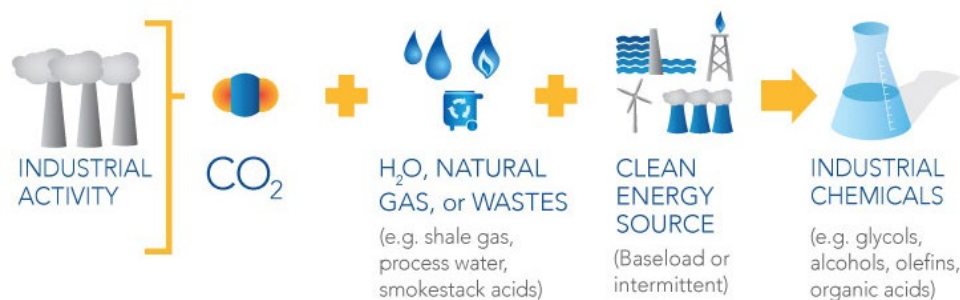 INDUSTRIAL
ACTIVITY
CO₂
H₂O, NATURAL
GAS, or WASTES
(e.g. shale gas,
process water,
smokestack acids)
CLEAN
ENERGY
SOURCE
(Baseload or
intermittent)
INDUSTRIAL
CHEMICALS
(e.g. glycols,
alcohols, olefins,
organic acids)